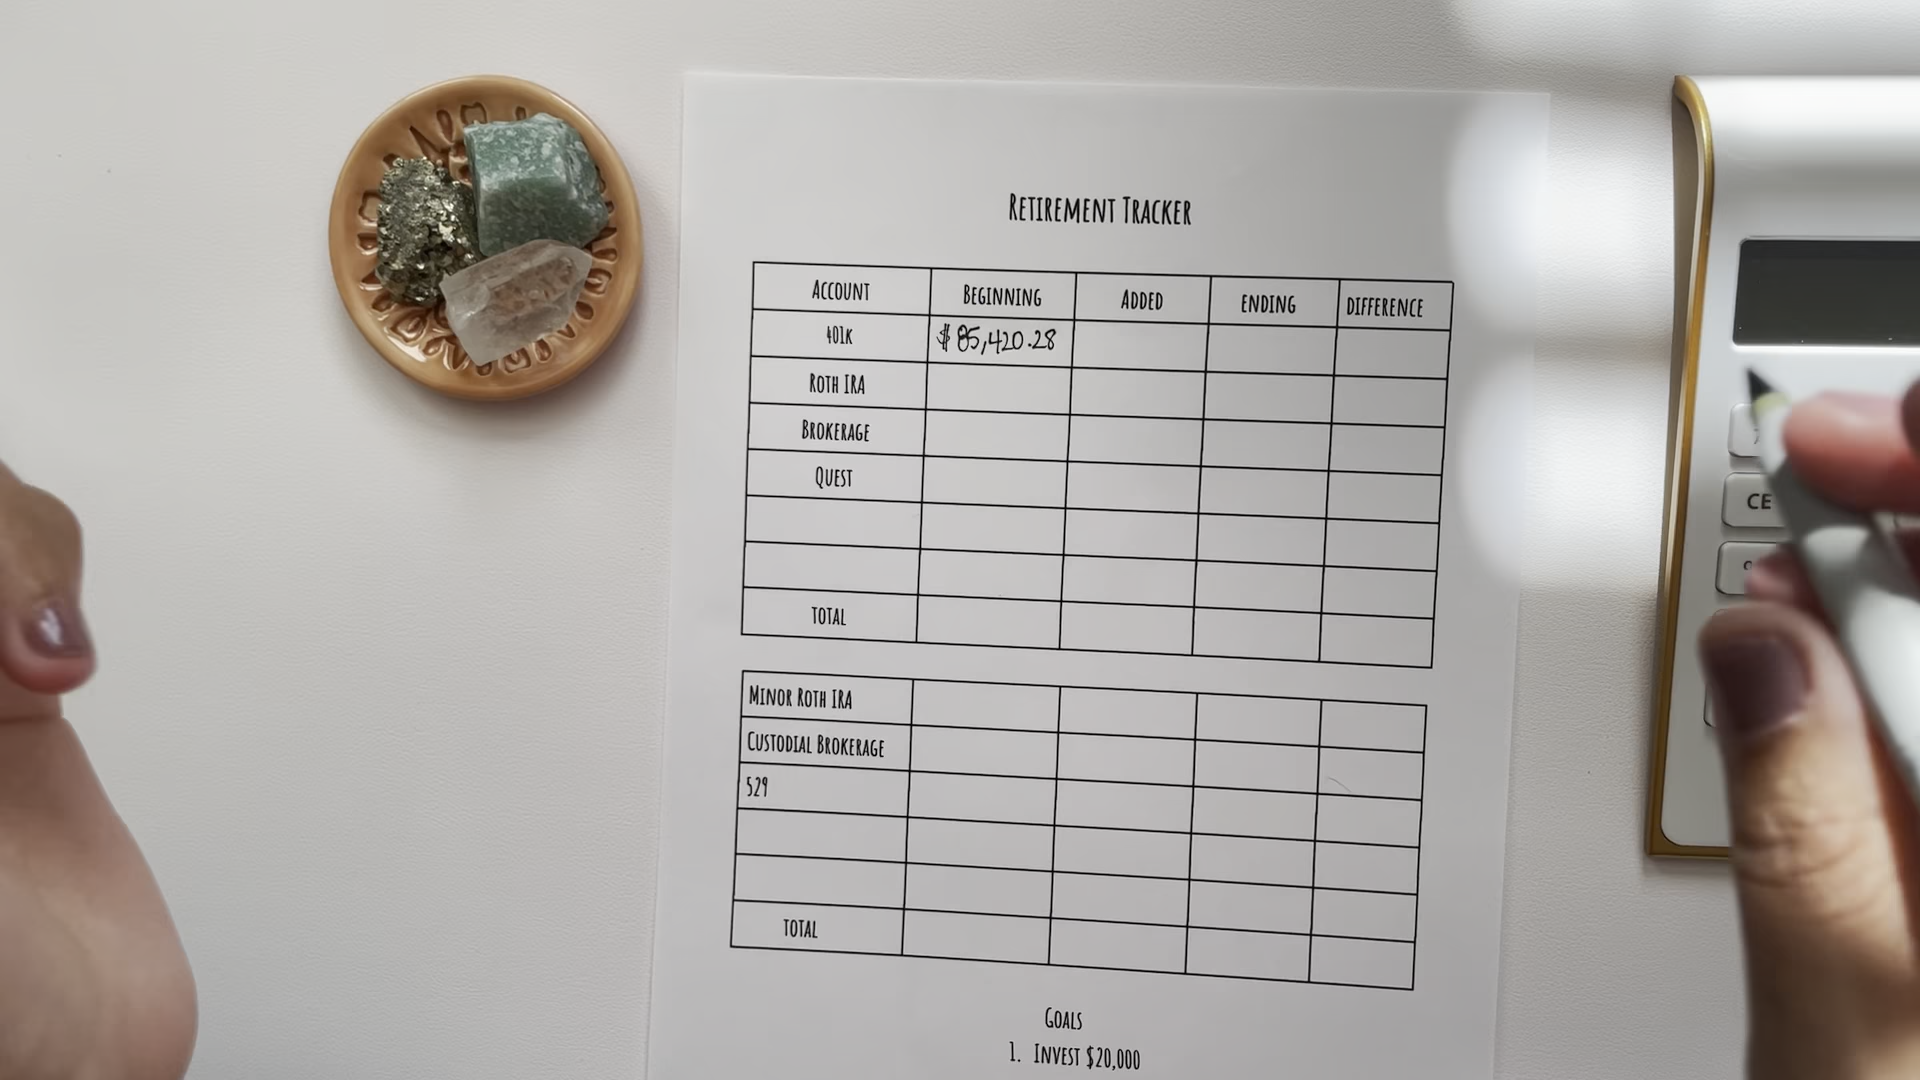 RETIREMENT TRACKER
ACCOUNT BEGINNING ADDED ENDING DIFFERENCE
401K $ 85,420.28
ROTH IRA
BROKERAGE
QUEST
TOTAL
MINOR ROTH IRA
CUSTODIAL BROKERAGE
529
TOTAL
GOALS
1. INVEST $20,000
CE